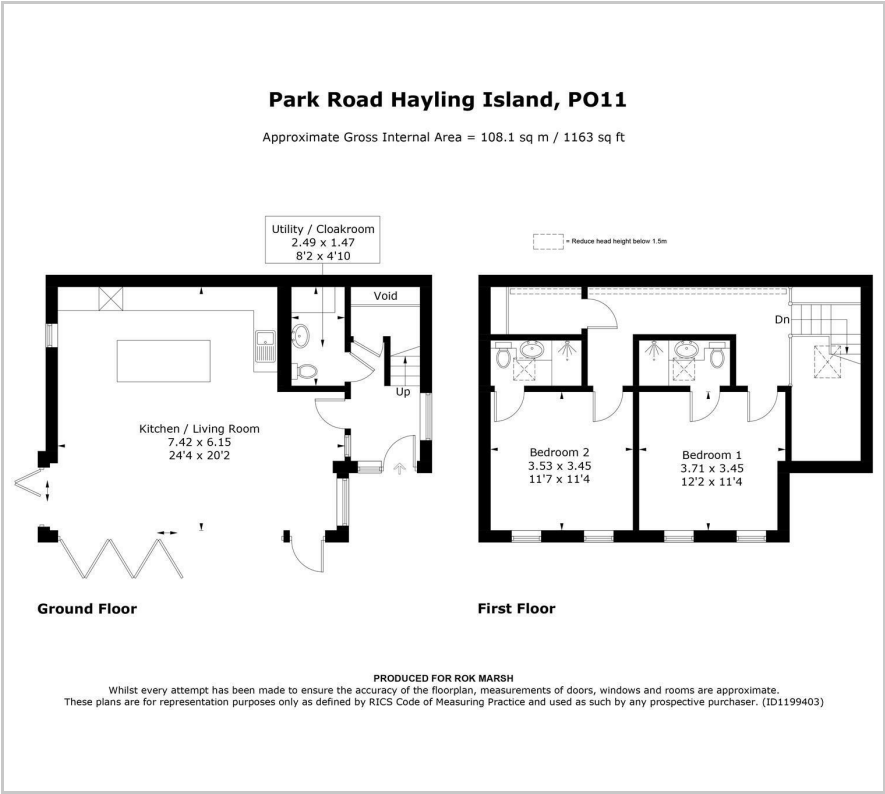 Park Road Hayling Island, PO11
Approximate Gross Internal Area = 108.1 sq m / 1163 sq ft
Utility / Cloakroom
2.49 x 1.47
8'2 x 4'10
= Reduce head height below 1.5m
Void
Dn
Up
Kitchen / Living Room
7.42 x 6.15
24'4 x 20'2
Bedroom 2
3.53 x 3.45
11'7 x 11'4
Bedroom 1
3.71 x 3.45
12'2 x 11'4
Ground Floor
First Floor
PRODUCED FOR ROK MARSH
Whilst every attempt has been made to ensure the accuracy of the floorplan, measurements of doors, windows and rooms are approximate.
These plans are for representation purposes only as defined by RICS Code of Measuring Practice and used as such by any prospective purchaser. (ID1199403)